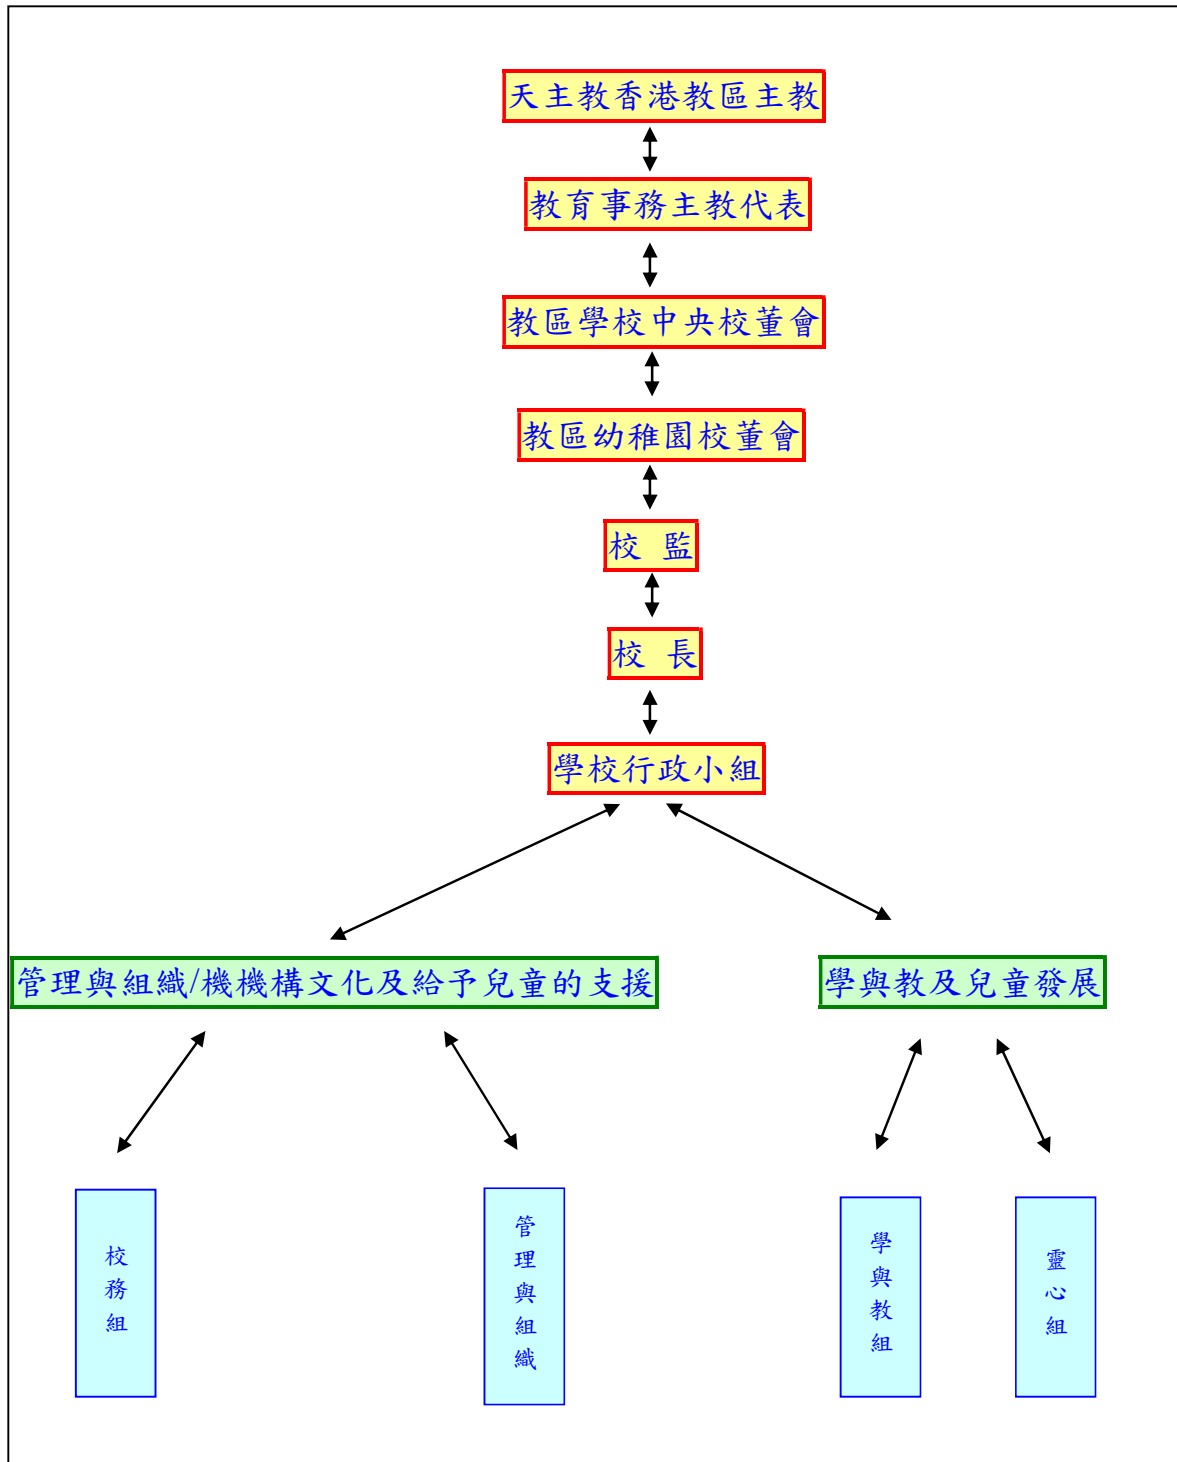 天主教香港教區主教
教育事務主教代表
教區學校中央校董會
教區幼稚園校董會
校 監
校 長
學校行政小組
管理與組織/機機構文化及給予兒童的支援
學與教及兒童發展
校務組
管理與組織
學與教組
靈心組